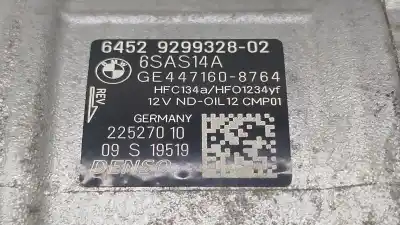 6452 9299328-02
6SAS14A
GE447160-8764
REV
HFC134a/HFO1234yf
12V ND-OIL12 CMP01
GERMANY
22527010
09 S 19519
DENSO